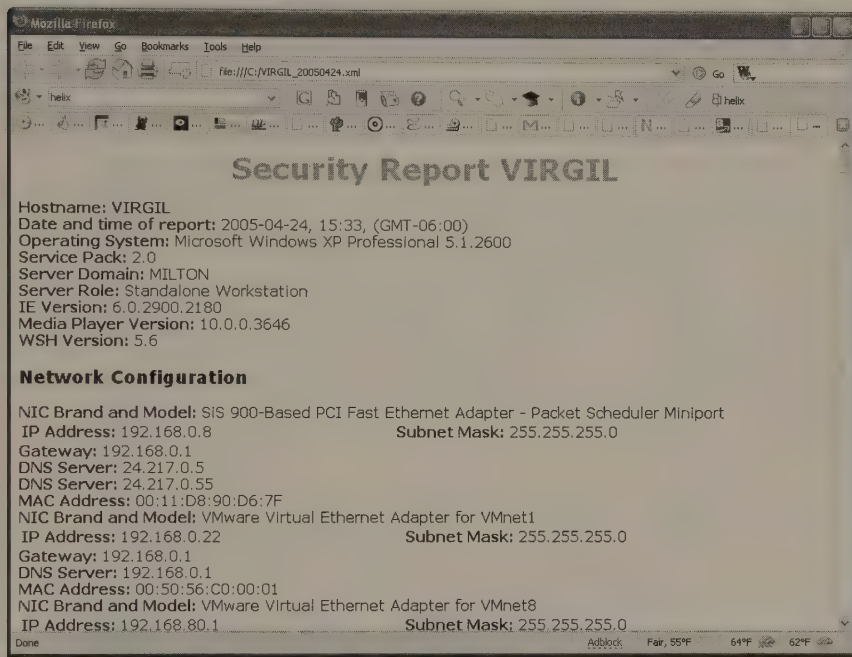 Mozilla Firefox
File Edit View Go Bookmarks Tools Help
file:///C:/VIRGIL_20050424.xml Go
helix helix
Security Report VIRGIL
Hostname: VIRGIL
Date and time of report: 2005-04-24, 15:33, (GMT-06:00)
Operating System: Microsoft Windows XP Professional 5.1.2600
Service Pack: 2.0
Server Domain: MILTON
Server Role: Standalone Workstation
IE Version: 6.0.2900.2180
Media Player Version: 10.0.0.3646
WSH Version: 5.6
Network Configuration
NIC Brand and Model: SiS 900-Based PCI Fast Ethernet Adapter - Packet Scheduler Miniport
IP Address: 192.168.0.8 Subnet Mask: 255.255.255.0
Gateway: 192.168.0.1
DNS Server: 24.217.0.5
DNS Server: 24.217.0.55
MAC Address: 00:11:D8:90:D6:7F
NIC Brand and Model: VMware Virtual Ethernet Adapter for VMnet1
IP Address: 192.168.0.22 Subnet Mask: 255.255.255.0
Gateway: 192.168.0.1
DNS Server: 192.168.0.1
MAC Address: 00:50:56:C0:00:01
NIC Brand and Model: VMware Virtual Ethernet Adapter for VMnet8
IP Address: 192.168.80.1 Subnet Mask: 255.255.255.0
Done Adblock Fair, 55°F 64°F 62°F